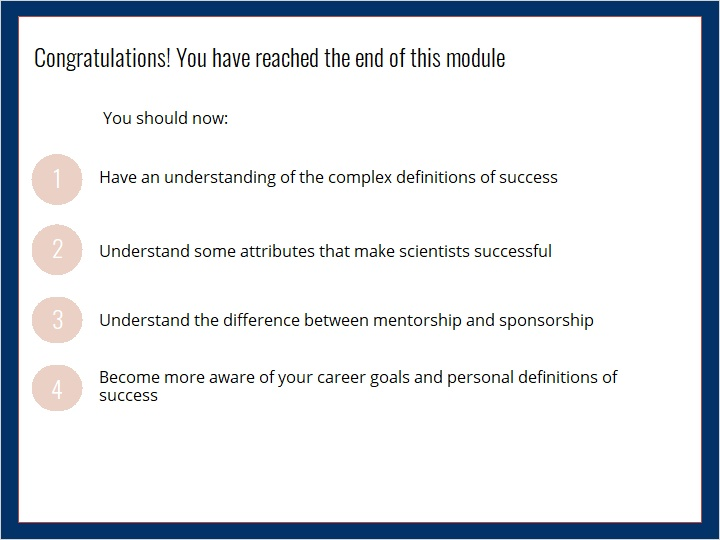 Congratulations! You have reached the end of this module
You should now:
1
Have an understanding of the complex definitions of success
2
Understand some attributes that make scientists successful
3
Understand the difference between mentorship and sponsorship
4
Become more aware of your career goals and personal definitions of
success